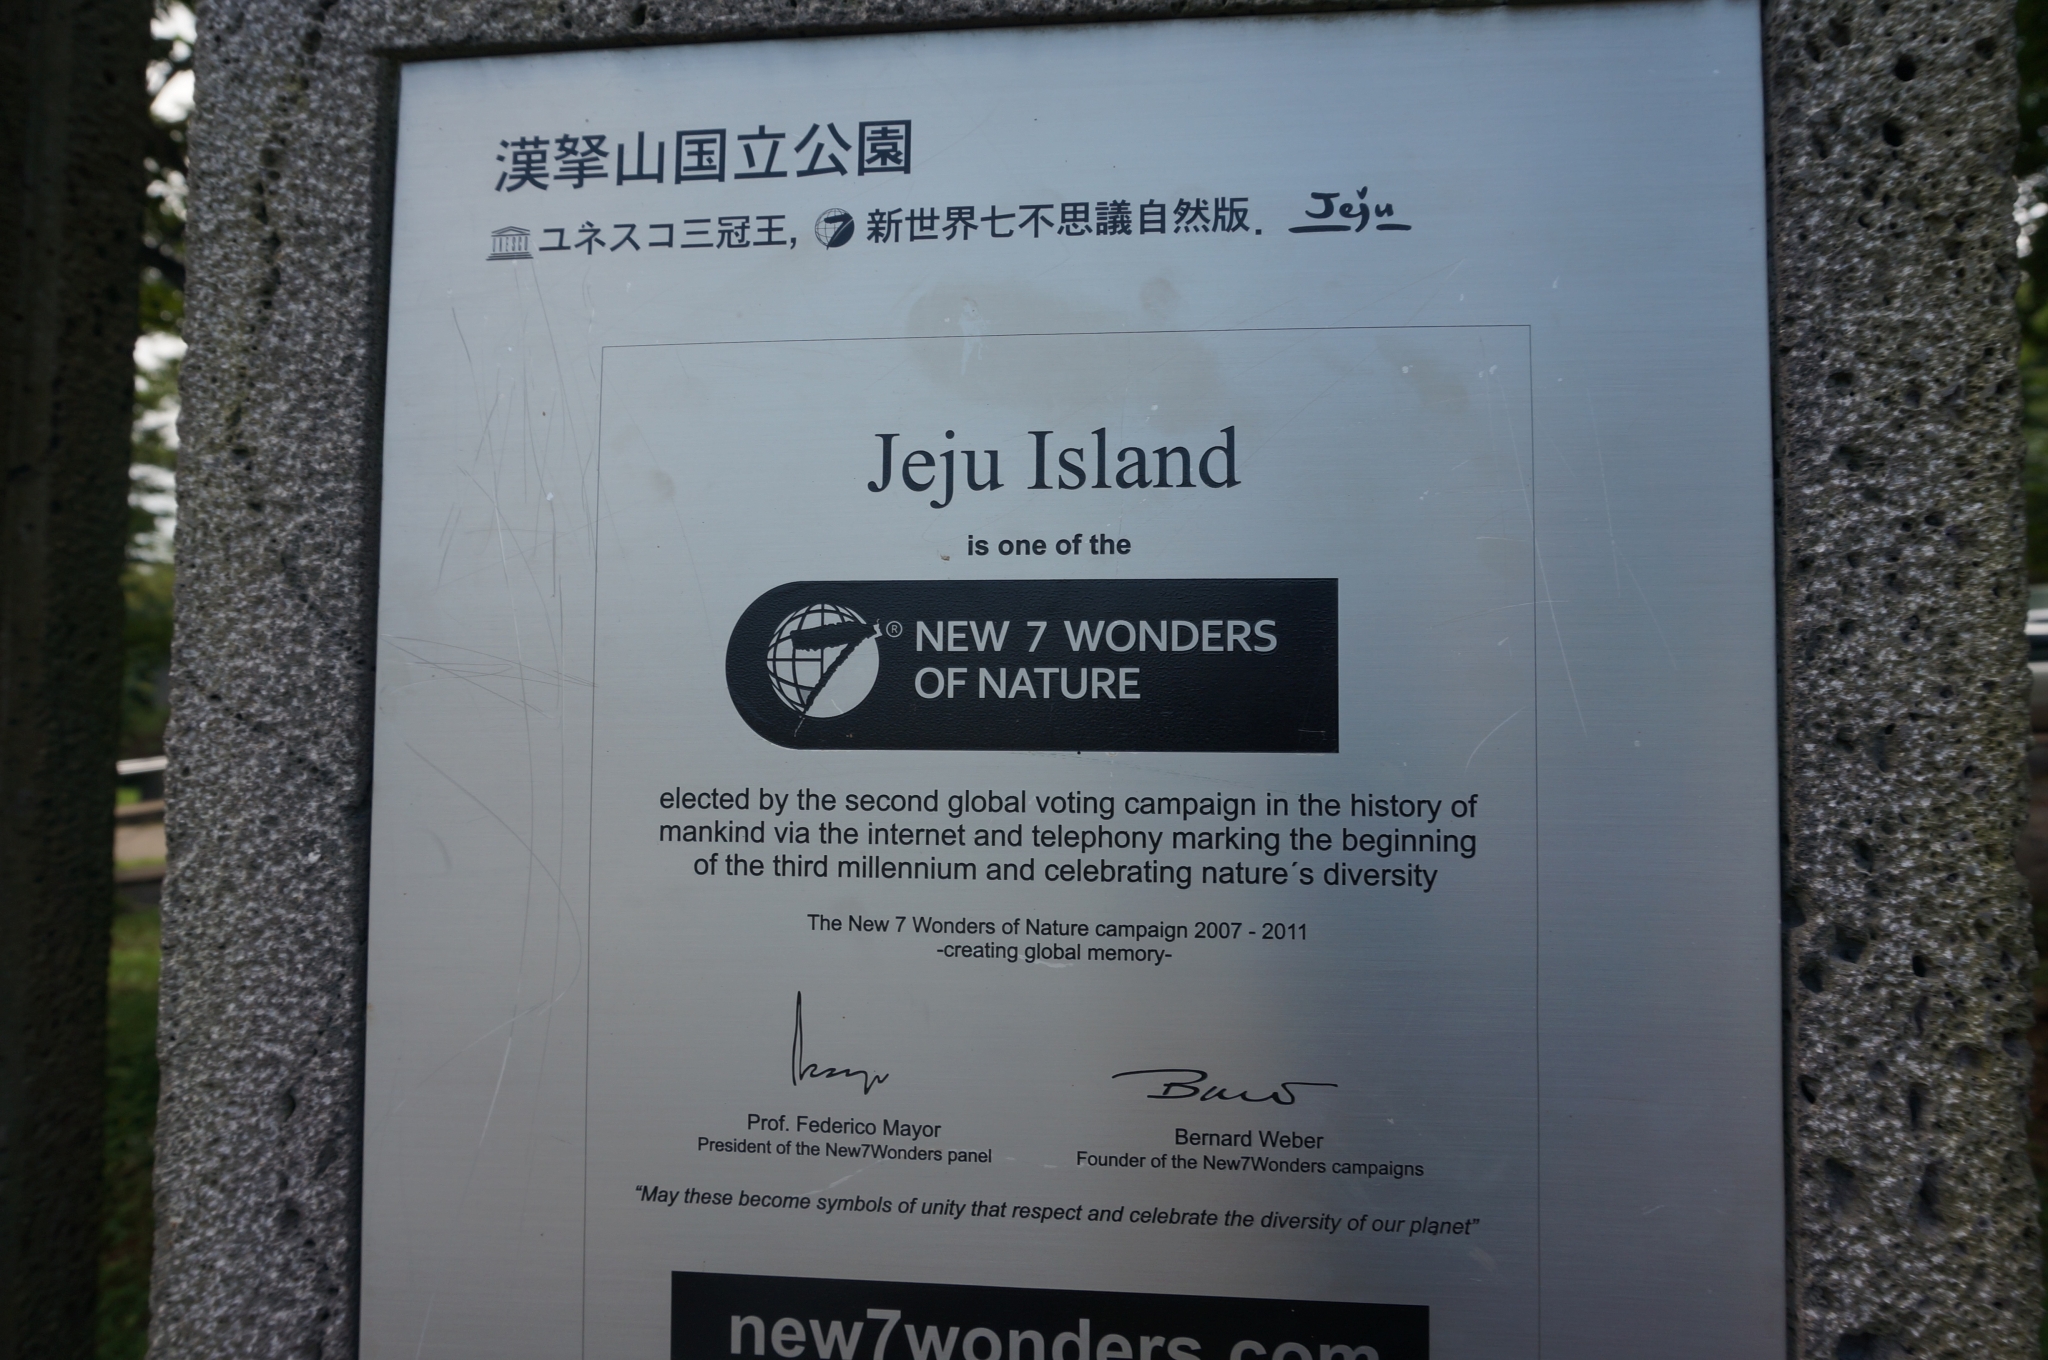 漢拏山国立公園
ユネスコ三冠王, 新世界七不思議自然版. Jeju
Jeju Island
is one of the
® NEW 7 WONDERS
OF NATURE
elected by the second global voting campaign in the history of
mankind via the internet and telephony marking the beginning
of the third millennium and celebrating nature´s diversity
The New 7 Wonders of Nature campaign 2007 - 2011
-creating global memory-
Prof. Federico Mayor
President of the New7Wonders panel
Bernard Weber
Founder of the New7Wonders campaigns
“May these become symbols of unity that respect and celebrate the diversity of our planet”
new7wonders.com